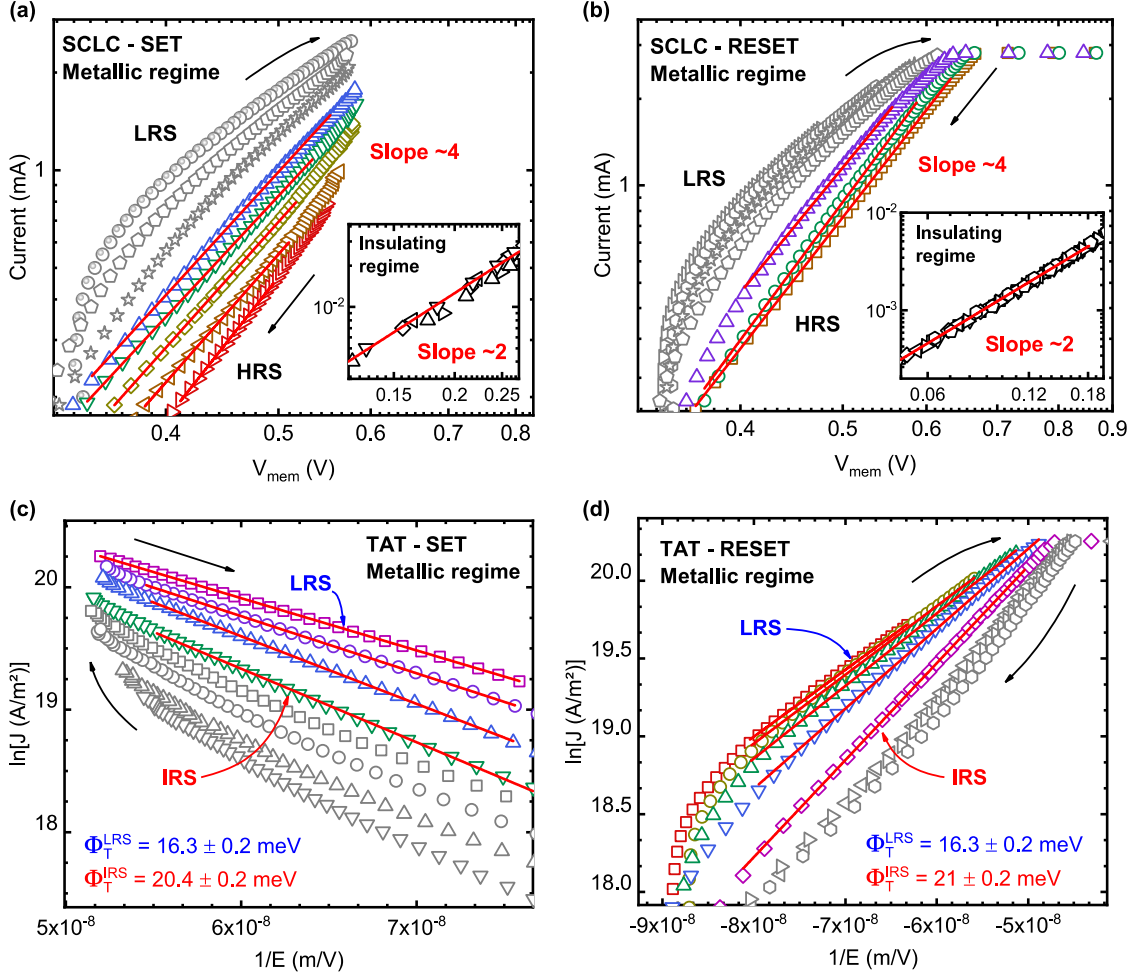 (a)
SCLC - SET
Metallic regime
LRS
Slope ~4
HRS
Current (mA)
1
0.4
0.5
0.6
0.7
0.8
V_mem (V)
Insulating
regime
Slope ~2
10⁻²
0.15
0.2
0.25
(b)
SCLC - RESET
Metallic regime
LRS
Slope ~4
HRS
Current (mA)
1
0.4
0.5
0.6
0.7
0.8
0.9
V_mem (V)
Insulating
regime
Slope ~2
10⁻²
10⁻³
0.06
0.12
0.18
(c)
TAT - SET
Metallic regime
LRS
IRS
Φ_T^LRS = 16.3 ± 0.2 meV
Φ_T^IRS = 20.4 ± 0.2 meV
ln[J (A/m²)]
20
19
18
5x10⁻⁸
6x10⁻⁸
7x10⁻⁸
1/E (m/V)
(d)
TAT - RESET
Metallic regime
LRS
IRS
Φ_T^LRS = 16.3 ± 0.2 meV
Φ_T^IRS = 21 ± 0.2 meV
ln[J (A/m²)]
20.0
19.5
19.0
18.5
18.0
-9x10⁻⁸
-8x10⁻⁸
-7x10⁻⁸
-6x10⁻⁸
-5x10⁻⁸
1/E (m/V)